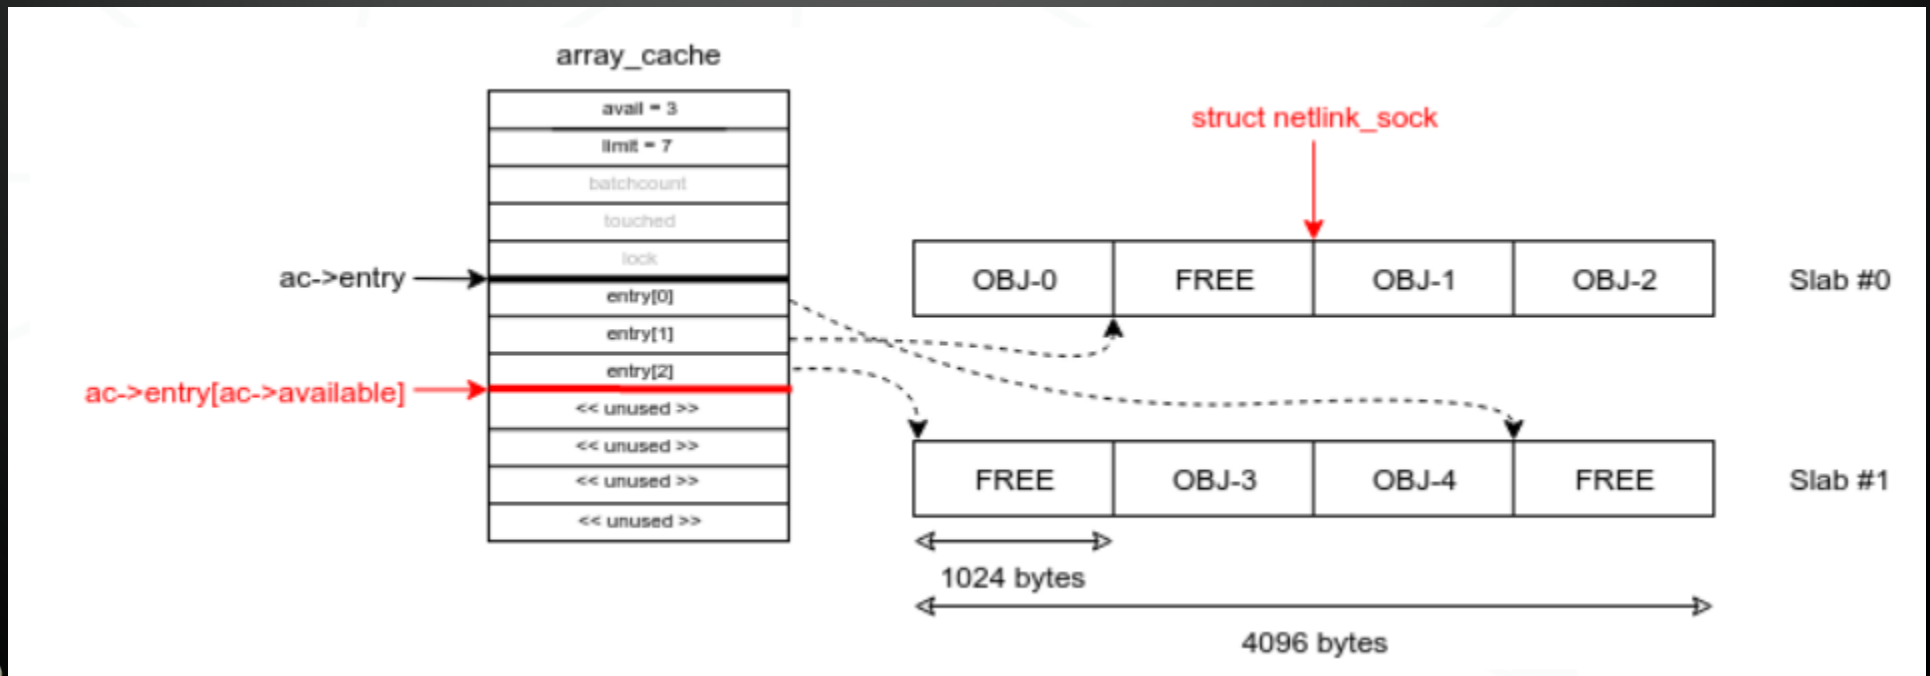 array_cache
avail = 3
limit = 7
batchcount
touched
lock
ac->entry
entry[0]
entry[1]
entry[2]
ac->entry[ac->available]
<< unused >>
<< unused >>
<< unused >>
<< unused >>
struct netlink_sock
OBJ-0 FREE OBJ-1 OBJ-2 Slab #0
FREE OBJ-3 OBJ-4 FREE Slab #1
1024 bytes
4096 bytes